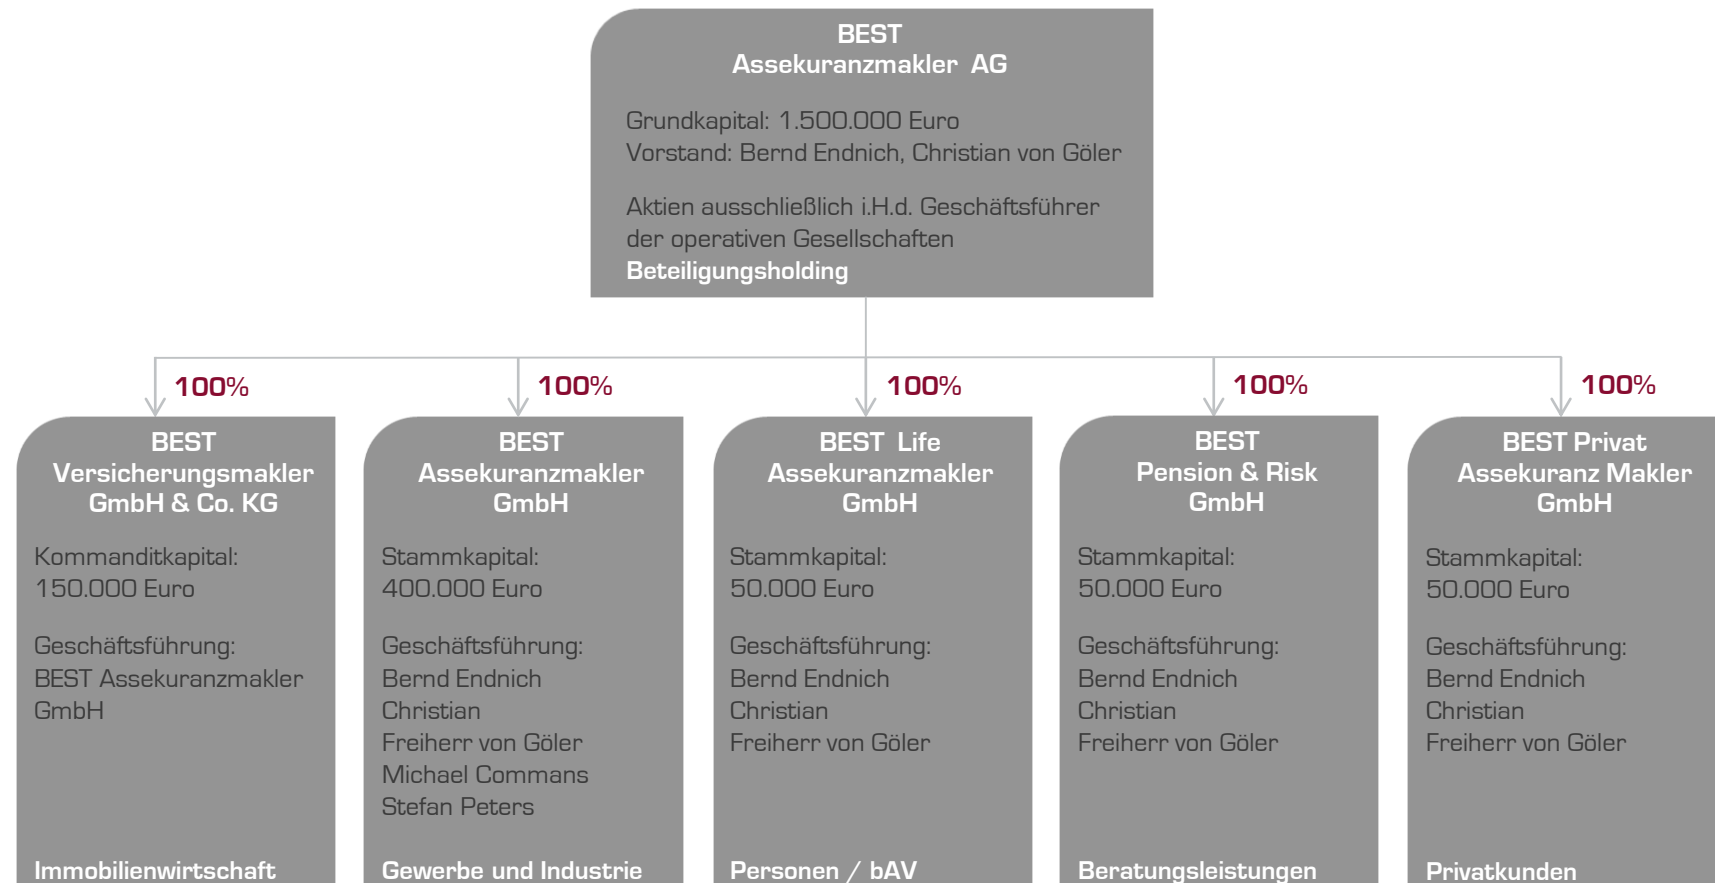 BEST
Assekuranzmakler AG
Grundkapital: 1.500.000 Euro
Vorstand: Bernd Endnich, Christian von Göler
Aktien ausschließlich i.H.d. Geschäftsführer
der operativen Gesellschaften
Beteiligungsholding
100%
100%
100%
100%
100%
BEST
Versicherungsmakler
GmbH & Co. KG
Kommanditkapital:
150.000 Euro
Geschäftsführung:
BEST Assekuranzmakler
GmbH
Immobilienwirtschaft
BEST
Assekuranzmakler
GmbH
Stammkapital:
400.000 Euro
Geschäftsführung:
Bernd Endnich
Christian
Freiherr von Göler
Michael Commans
Stefan Peters
Gewerbe und Industrie
BEST Life
Assekuranzmakler
GmbH
Stammkapital:
50.000 Euro
Geschäftsführung:
Bernd Endnich
Christian
Freiherr von Göler
Personen / bAV
BEST
Pension & Risk
GmbH
Stammkapital:
50.000 Euro
Geschäftsführung:
Bernd Endnich
Christian
Freiherr von Göler
Beratungsleistungen
BEST Privat
Assekuranz Makler
GmbH
Stammkapital:
50.000 Euro
Geschäftsführung:
Bernd Endnich
Christian
Freiherr von Göler
Privatkunden